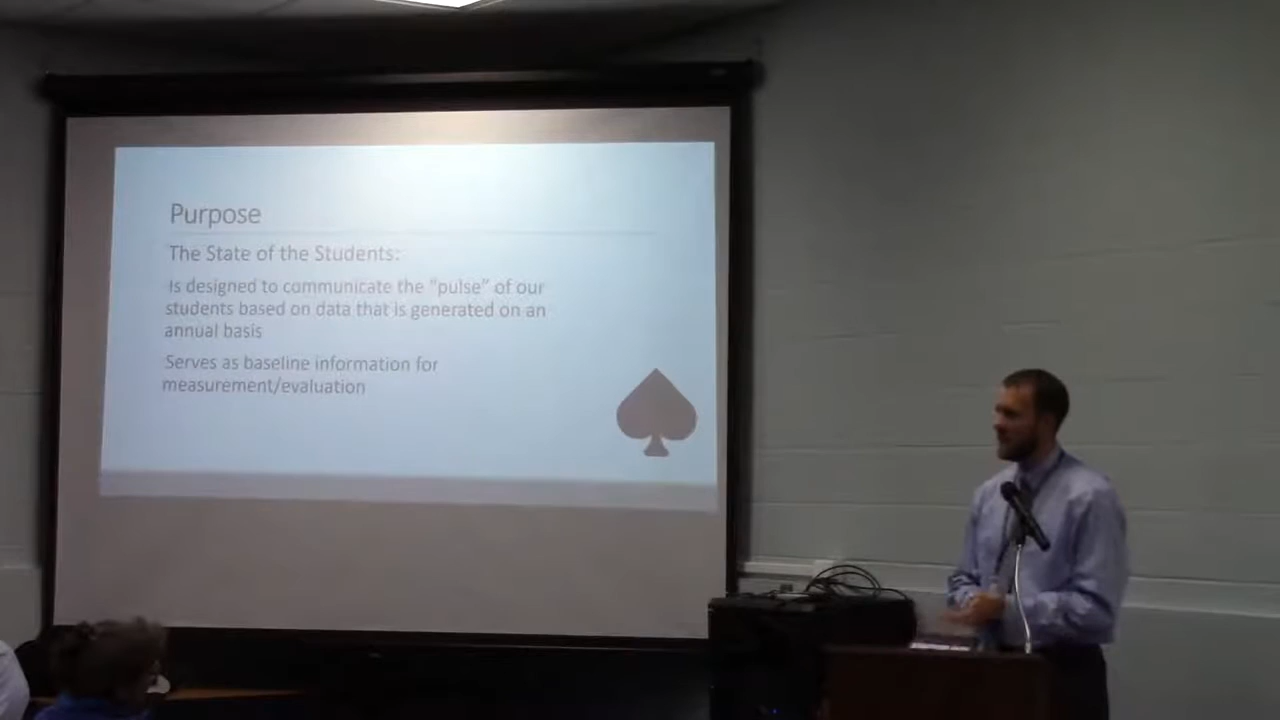 Purpose
The State of the Students:
Is designed to communicate the "pulse" of our
students based on data that is generated on an
annual basis
Serves as baseline information for
measurement/evaluation